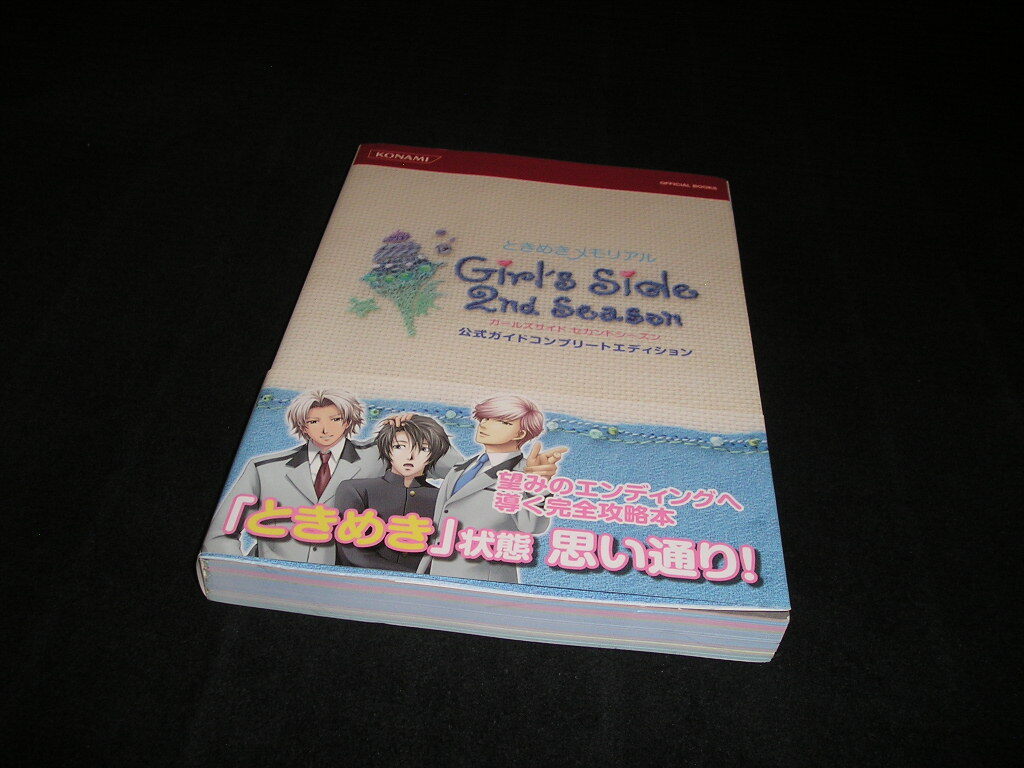 KONAMI
OFFICIAL BOOKS
ときめきメモリアル
Girl's Side
2nd Season
ガールズサイド セカンドシーズン
公式ガイドコンプリートエディション
望みのエンディングへ
導く完全攻略本
「ときめき」状態 思い通り!